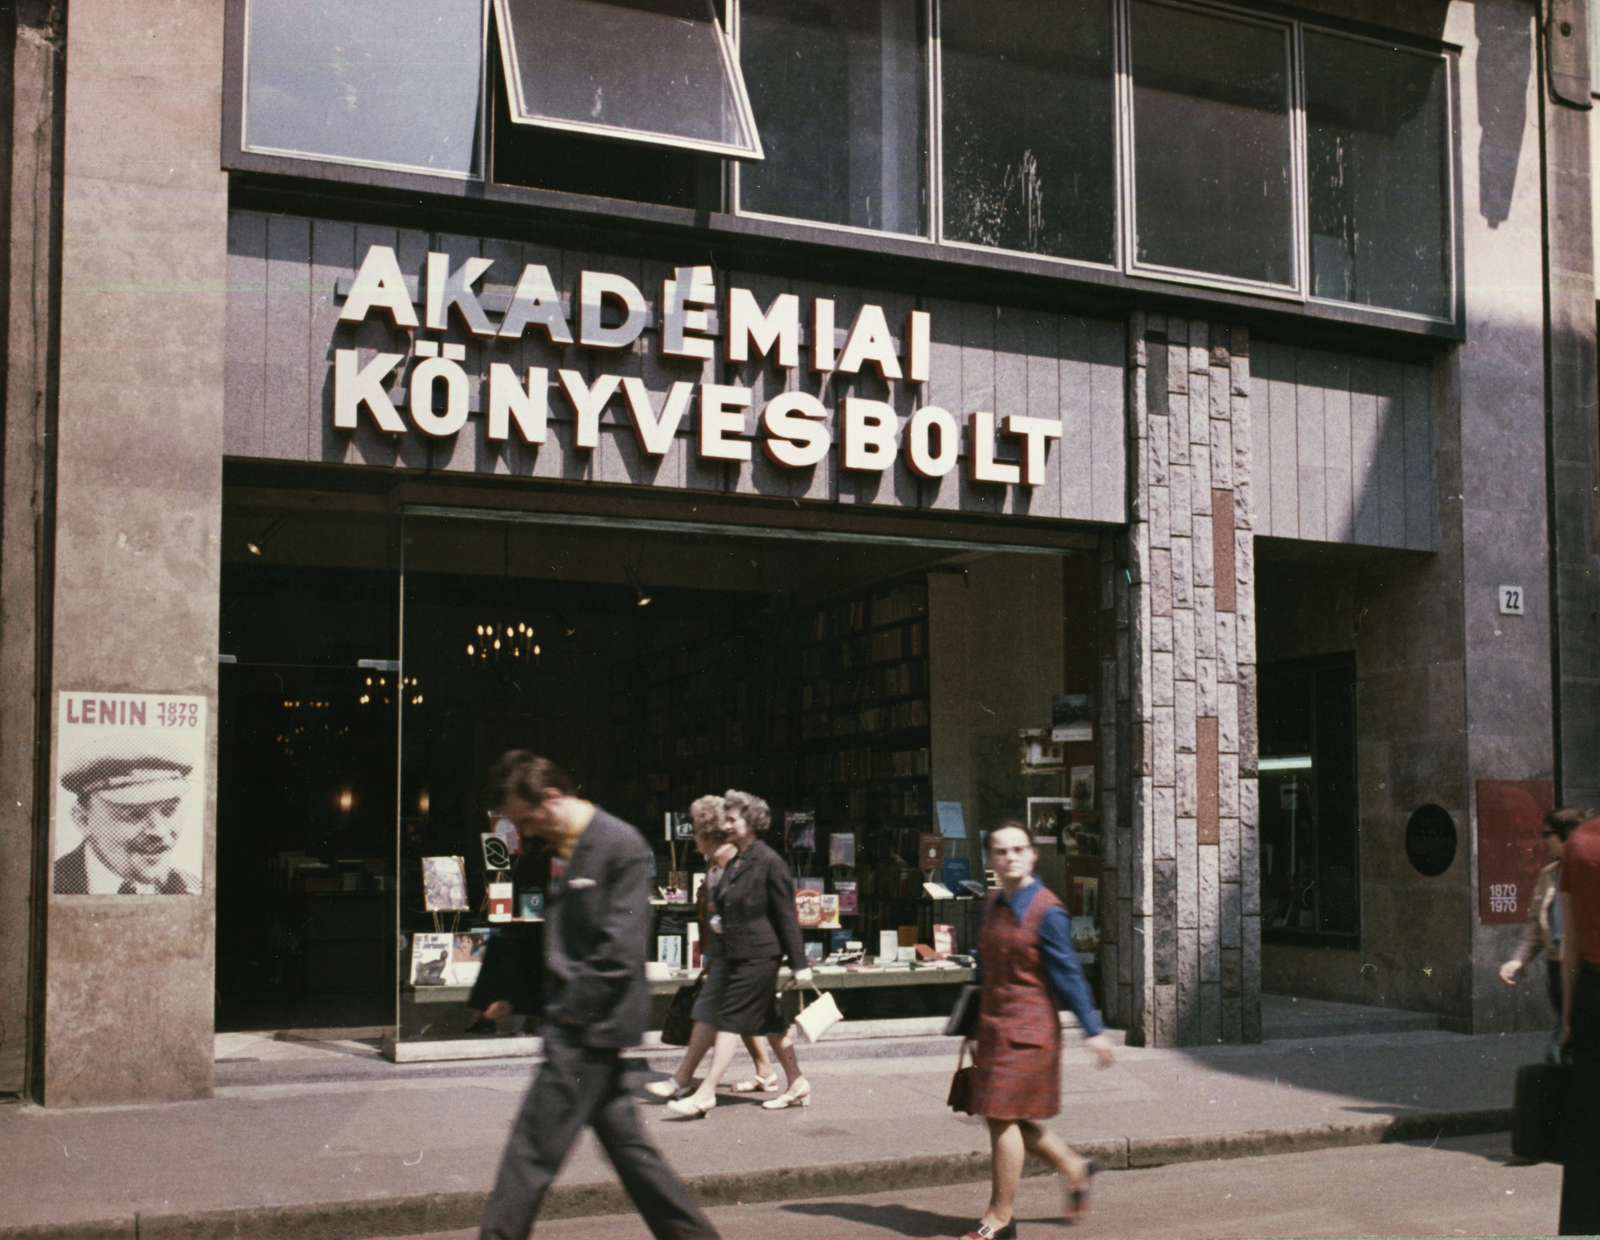 AKADÉMIAI
KÖNYVESBOLT
22
LENIN 1870
1970
1870
1970